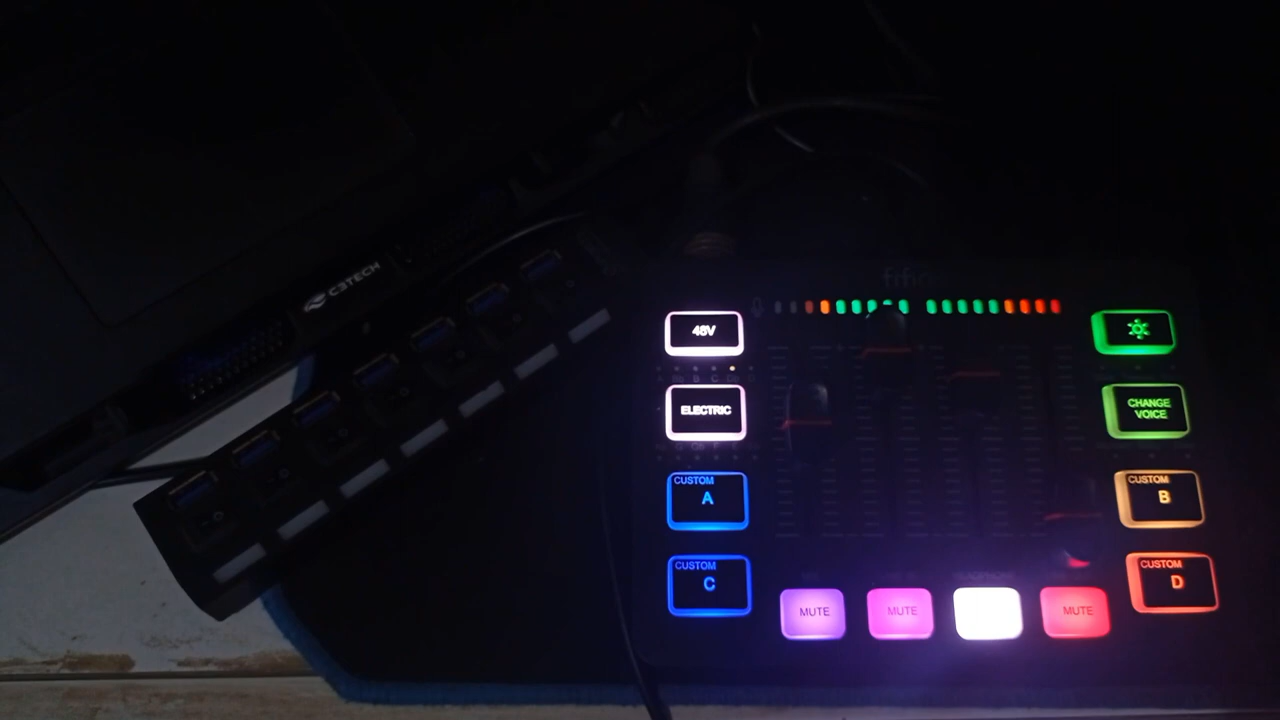 C3TECH
48V
ELECTRIC
CUSTOM
A
CUSTOM
C
CHANGE
VOICE
CUSTOM
B
CUSTOM
D
MUTE
MUTE
MUTE